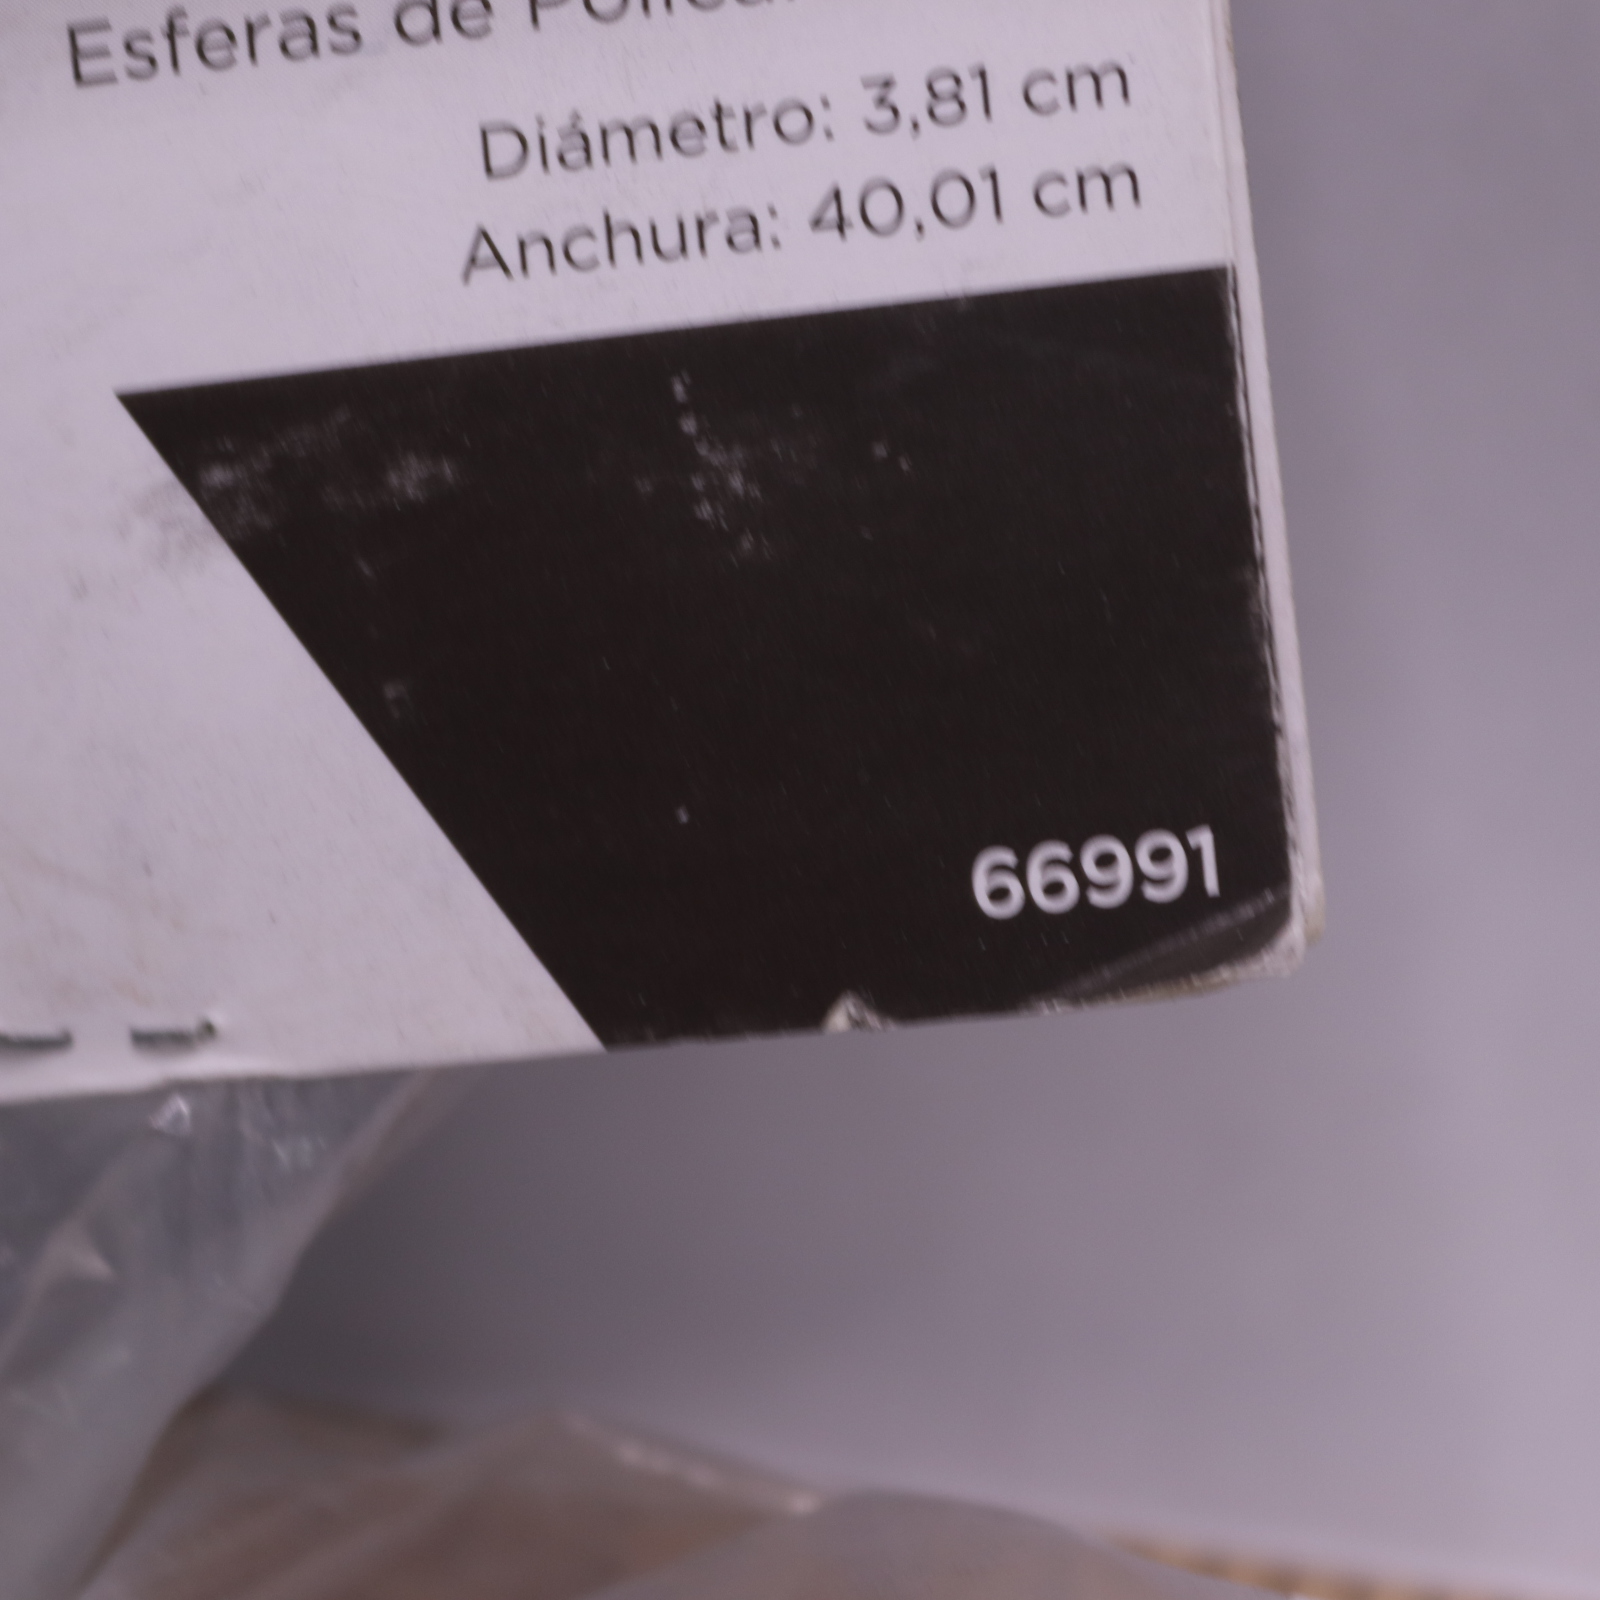 Esferas de
Diámetro: 3,81 cm
Anchura: 40,01 cm
66991